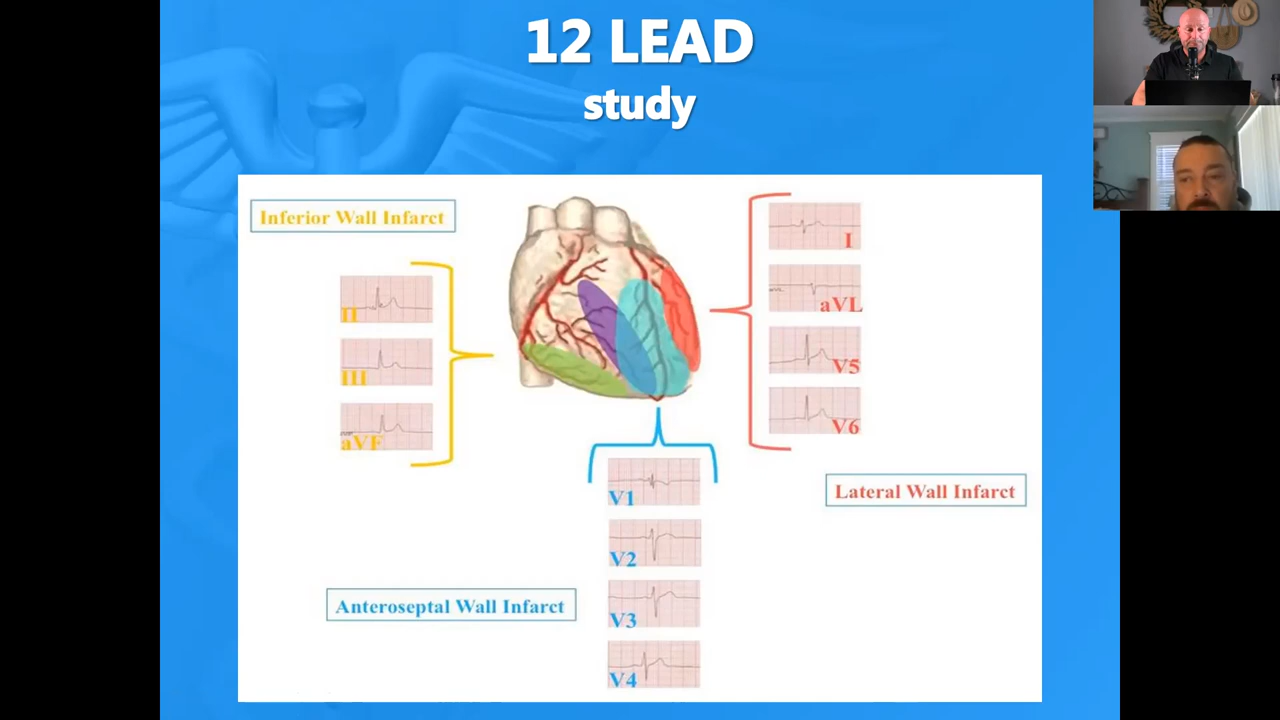 12 LEAD
study
Inferior Wall Infarct
II
III
aVF
I
aVL
V5
V6
Lateral Wall Infarct
V1
V2
V3
V4
Anteroseptal Wall Infarct